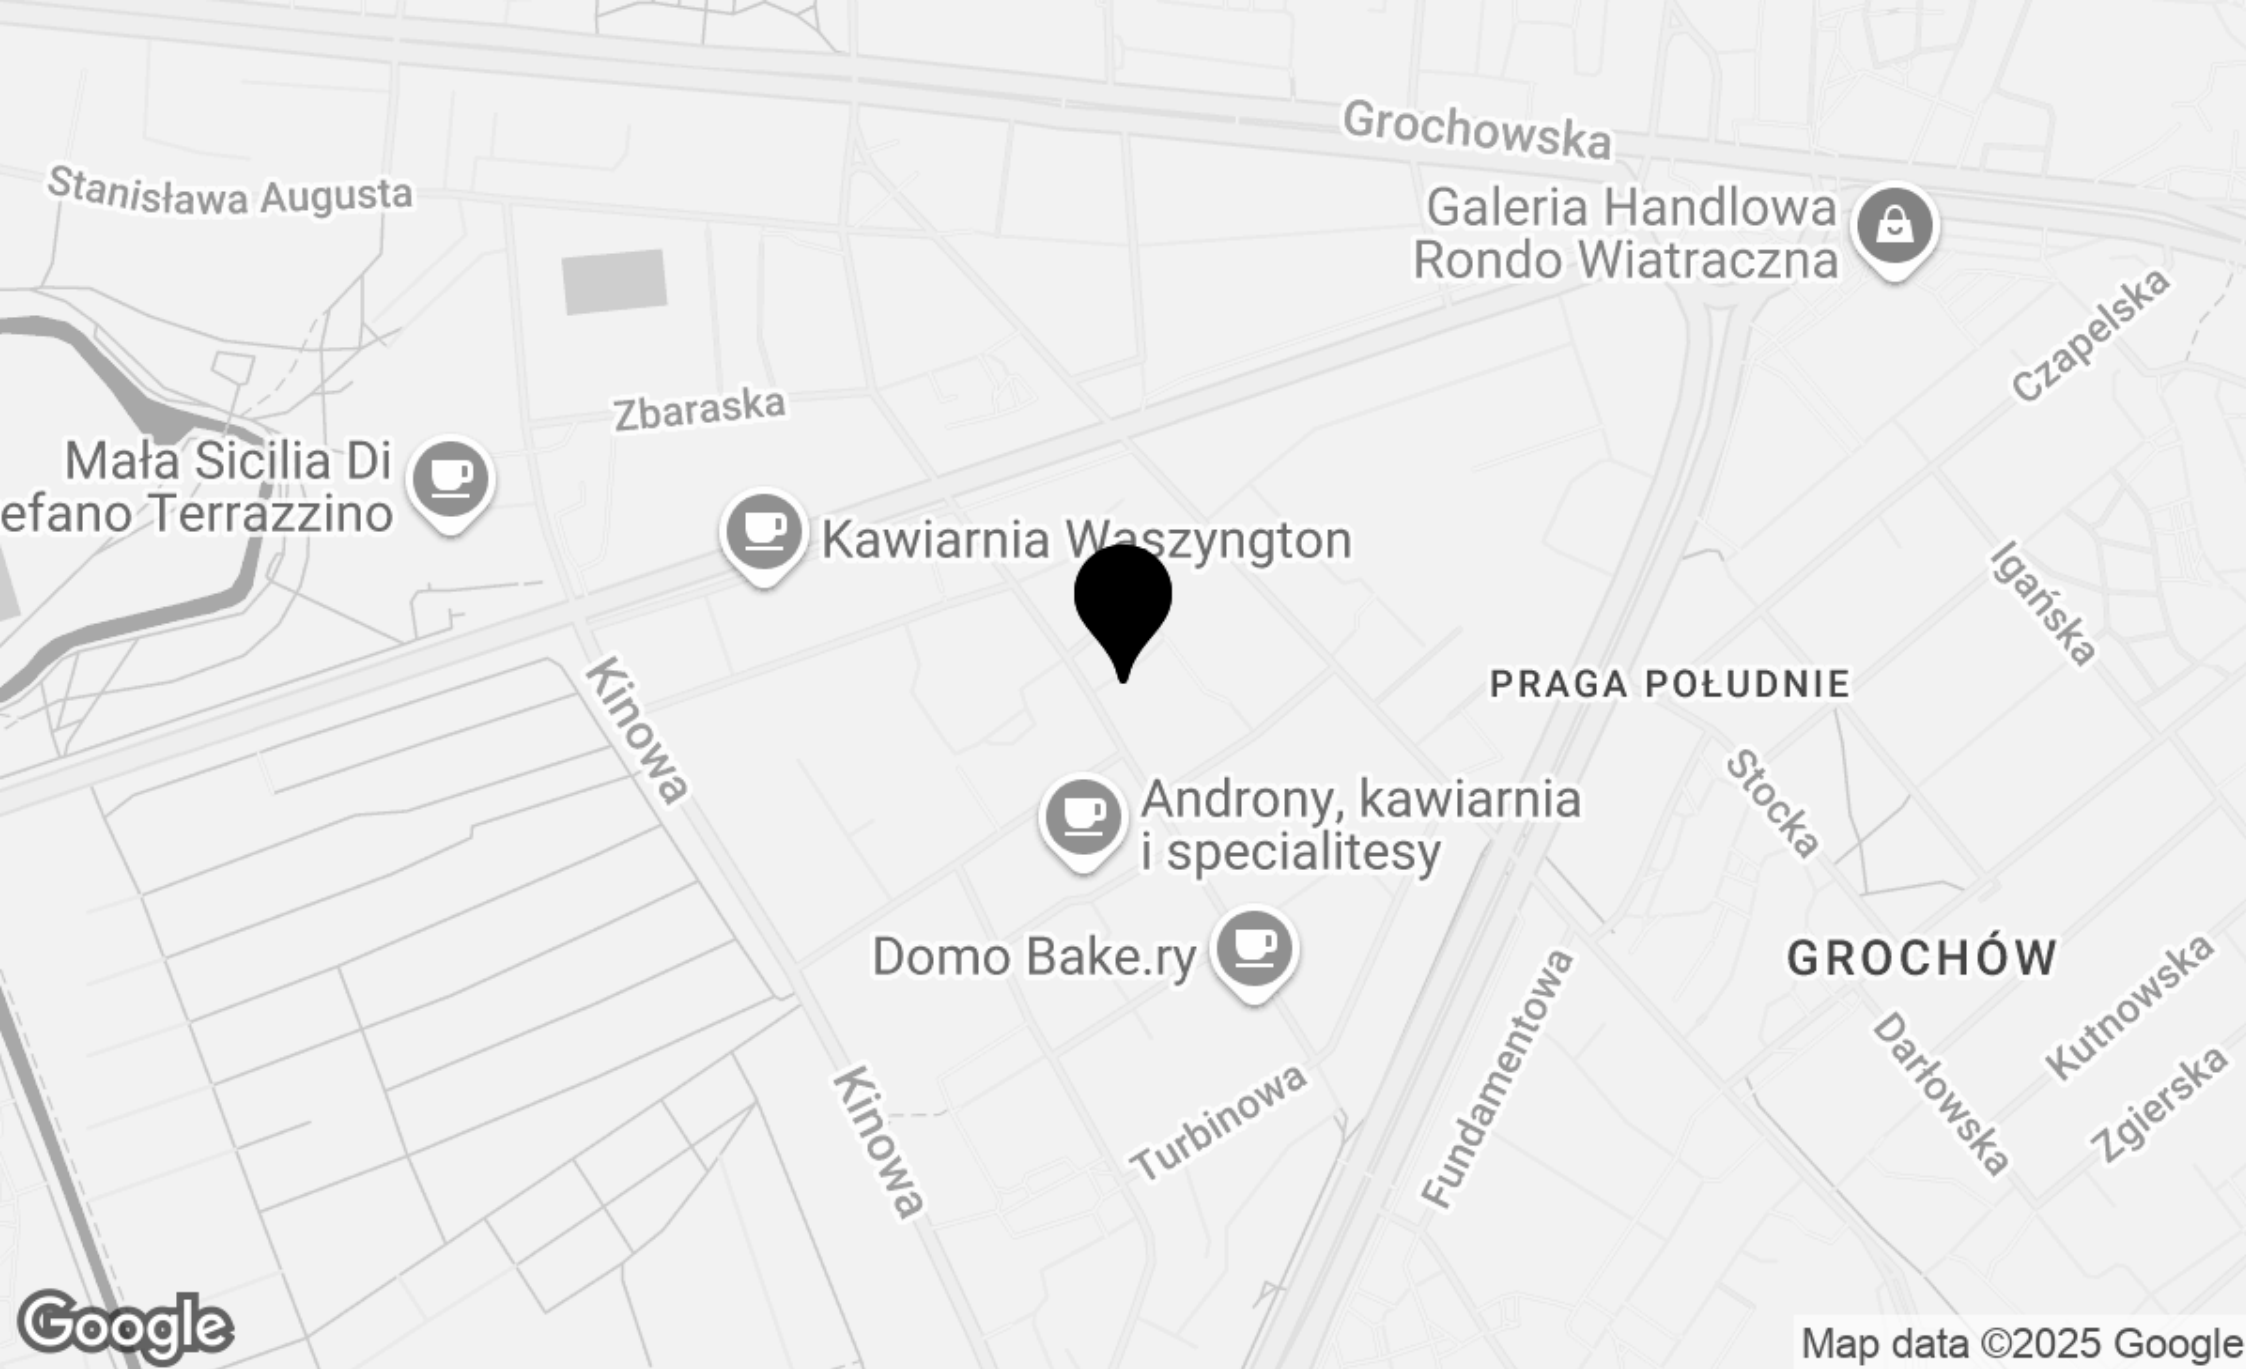 Grochowska
Stanisława Augusta
Galeria Handlowa
Rondo Wiatraczna
Czapelska
Zbaraska
Mała Sicilia Di
efano Terrazzino
Kawiarnia Waszyngton
Igańska
Kinowa
PRAGA POŁUDNIE
Stocka
Androny, kawiarnia
i specialitesy
Domo Bake.ry
GROCHÓW
Kutnowska
Fundamentowa
Darłowska
Zgierska
Turbinowa
Kinowa
Google
Map data ©2025 Google